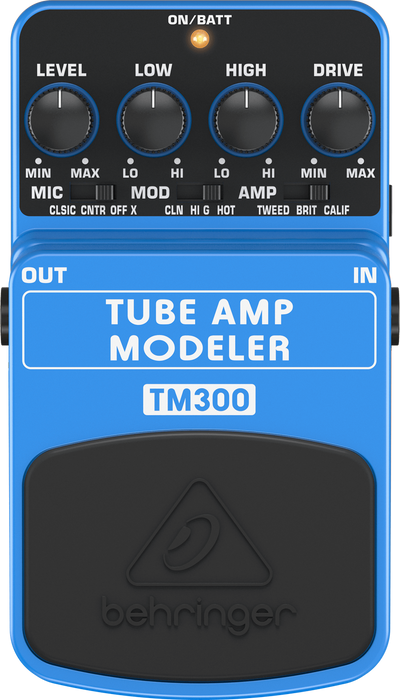 ON/BATT
LEVEL LOW HIGH DRIVE
MIN MAX LO HI LO HI MIN MAX
MIC MOD AMP
CLSIC CNTR OFF X CLN HI G HOT TWEED BRIT CALIF
OUT IN
TUBE AMP
MODELER
TM300
behringer